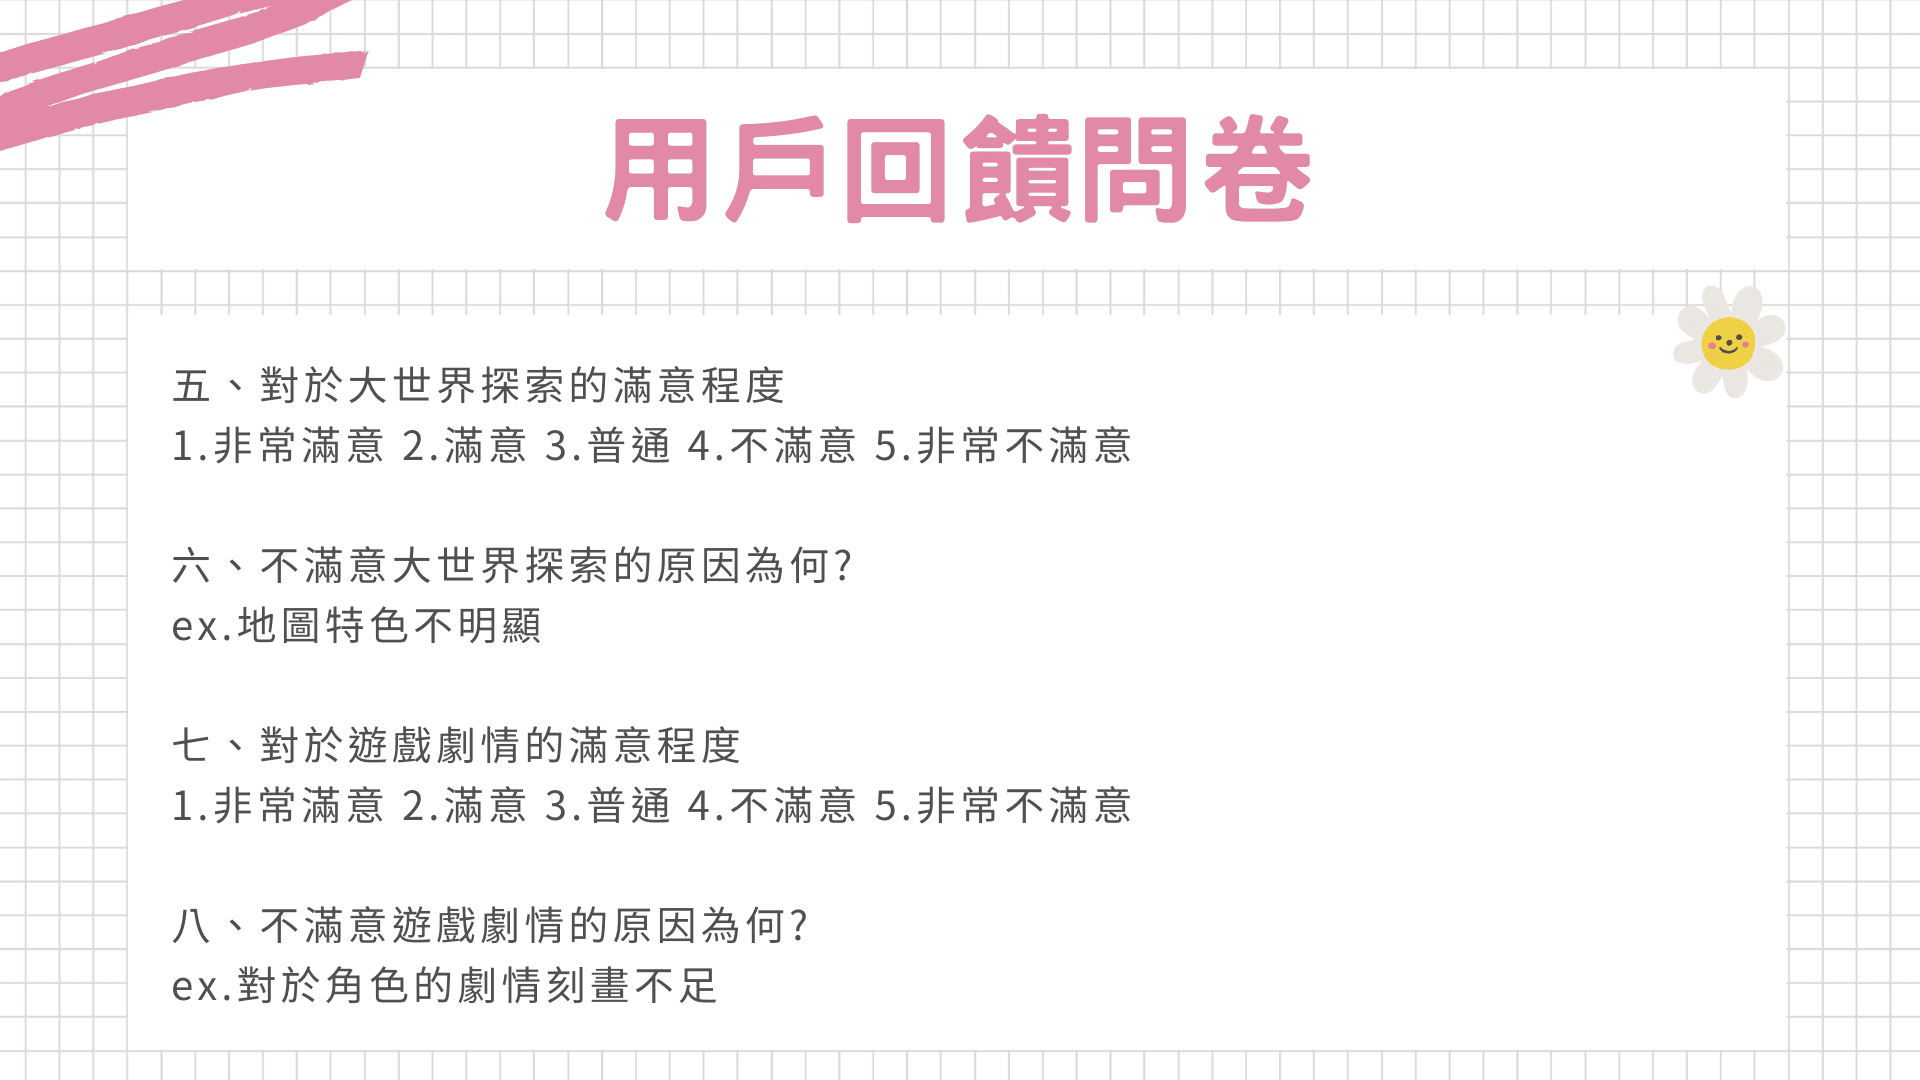 用戶回饋問卷
五、對於大世界探索的滿意程度
1.非常滿意 2.滿意 3.普通 4.不滿意 5.非常不滿意
六、不滿意大世界探索的原因為何?
ex.地圖特色不明顯
七、對於遊戲劇情的滿意程度
1.非常滿意 2.滿意 3.普通 4.不滿意 5.非常不滿意
八、不滿意遊戲劇情的原因為何?
ex.對於角色的劇情刻畫不足